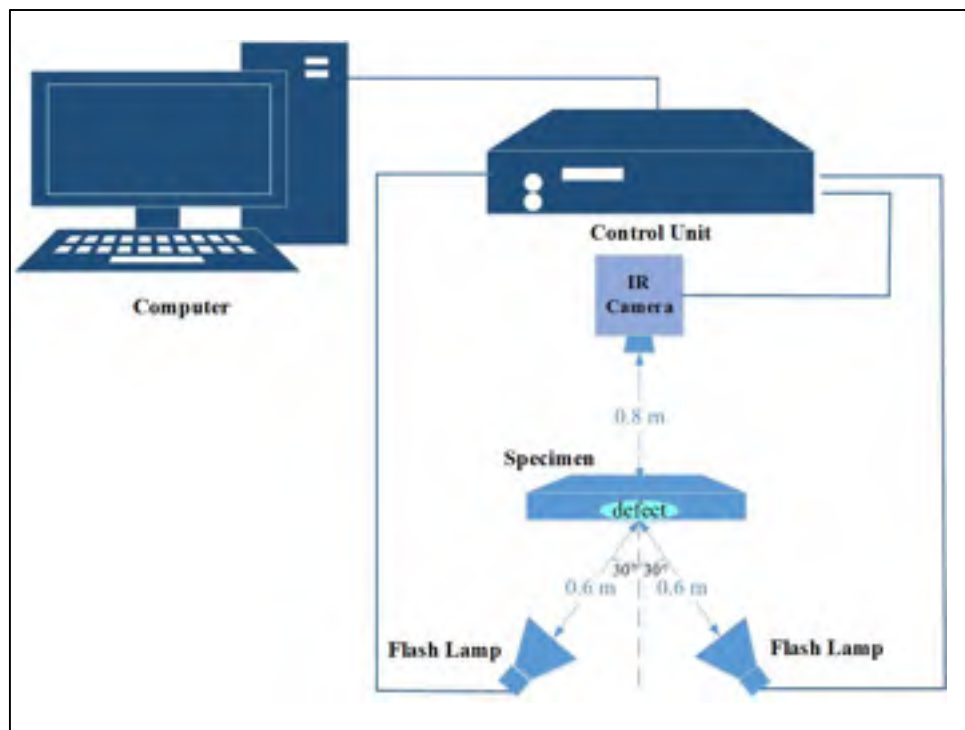 Control Unit
IR
Camera
Computer
0.8 m
Specimen
defect
30° 30°
0.6 m 0.6 m
Flash Lamp
Flash Lamp